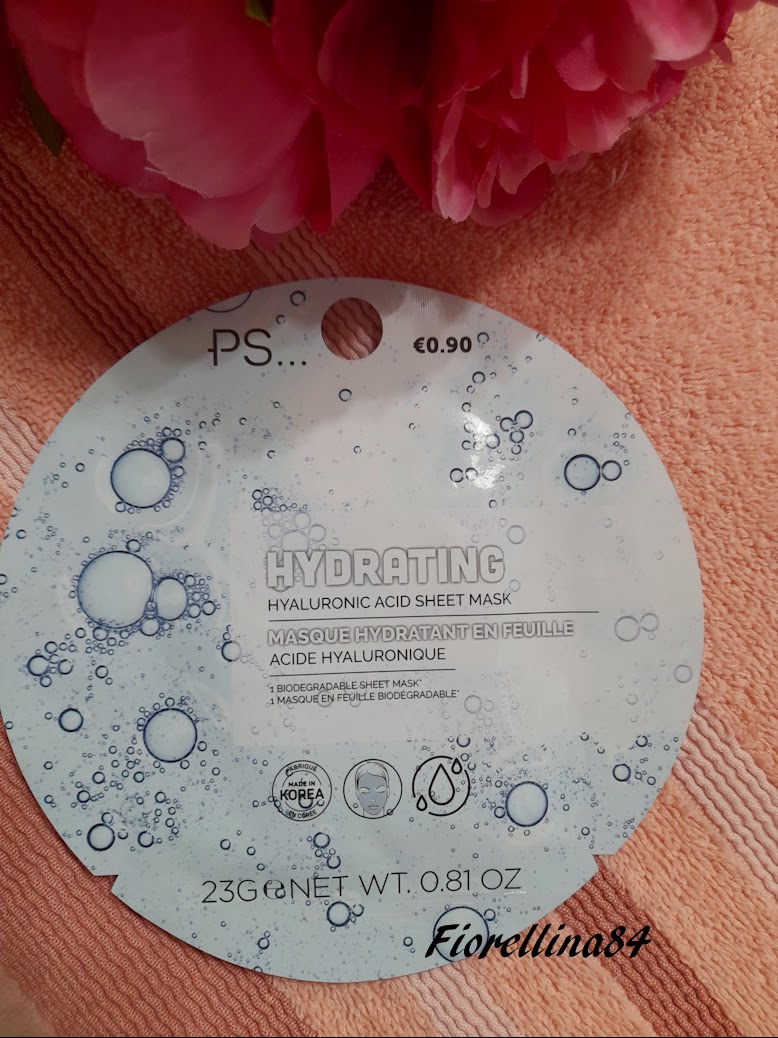 PS...
€0.90
HYDRATING
HYALURONIC ACID SHEET MASK
MASQUE HYDRATANT EN FEUILLE
ACIDE HYALURONIQUE
1 BIODEGRADABLE SHEET MASK*
1 MASQUE EN FEUILLE BIODÉGRADABLE*
FABRIQUÉ
MADE IN
KOREA
EN CORÉE
23G ℮ NET WT. 0.81 OZ
Fiorellina84